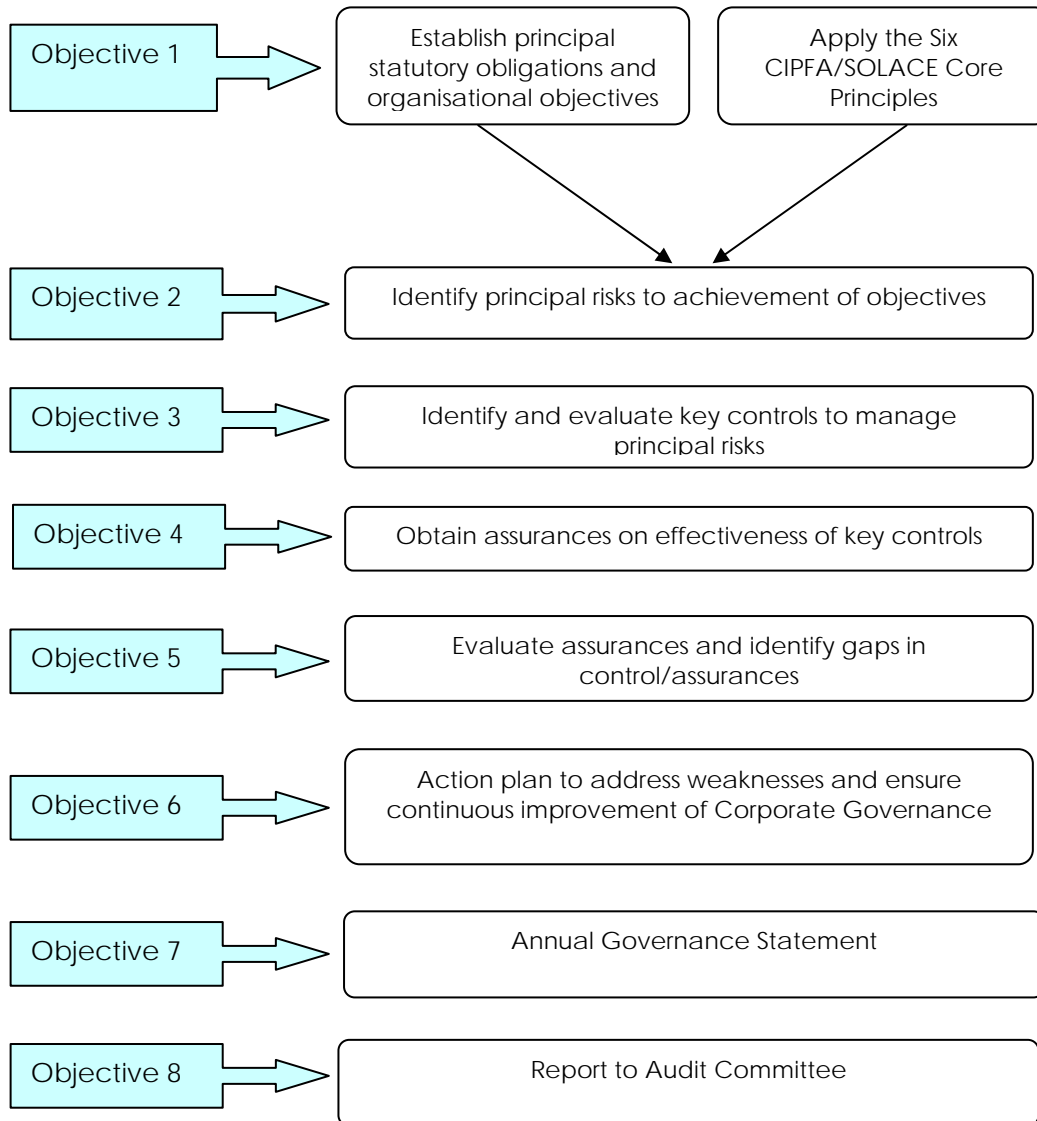 Objective 1
Establish principal
statutory obligations and
organisational objectives
Apply the Six
CIPFA/SOLACE Core
Principles
Objective 2
Identify principal risks to achievement of objectives
Objective 3
Identify and evaluate key controls to manage
principal risks
Objective 4
Obtain assurances on effectiveness of key controls
Objective 5
Evaluate assurances and identify gaps in
control/assurances
Objective 6
Action plan to address weaknesses and ensure
continuous improvement of Corporate Governance
Objective 7
Annual Governance Statement
Objective 8
Report to Audit Committee